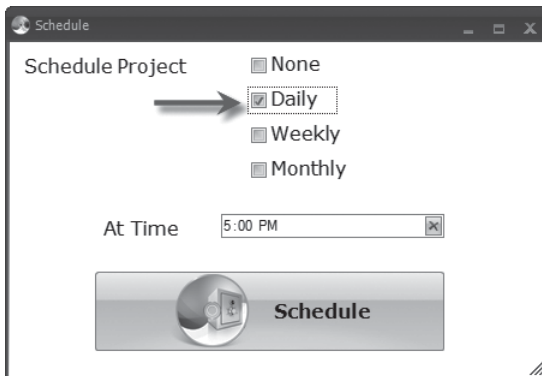 Schedule
Schedule Project
None
Daily
Weekly
Monthly
At Time
5:00 PM
Schedule